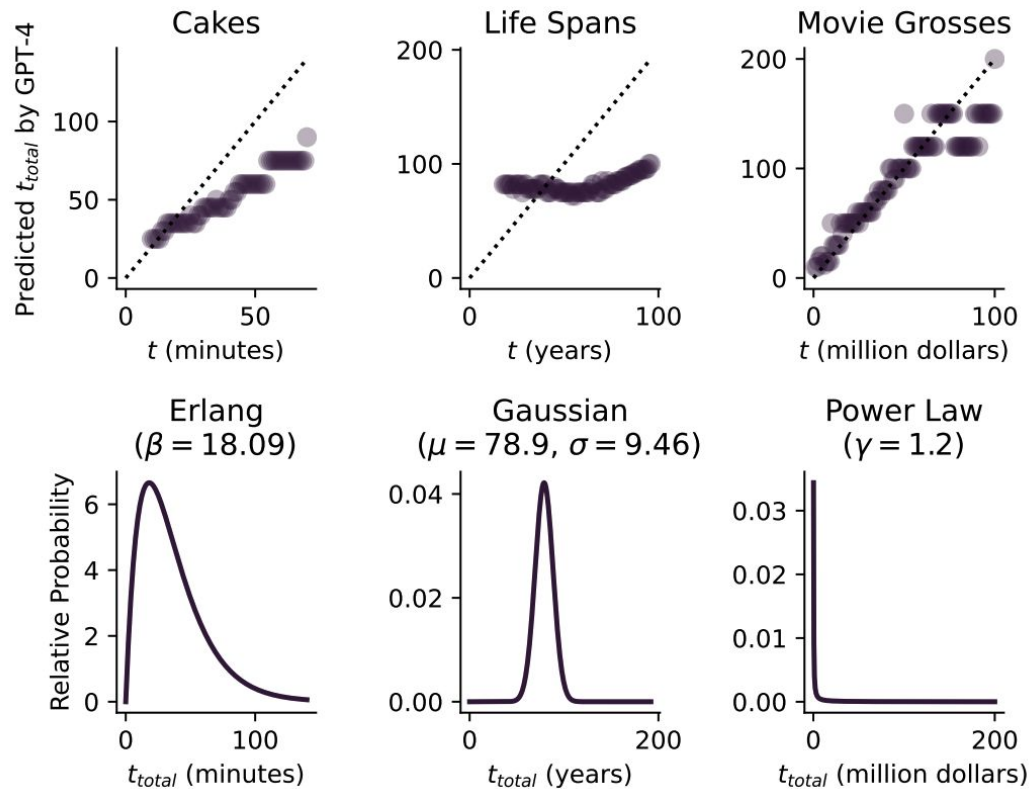 Cakes
Life Spans
Movie Grosses
Predicted t_total by GPT-4
100
50
0
0
50
t (minutes)
200
100
0
0
100
t (years)
200
100
0
0
50
100
t (million dollars)
Erlang
(β = 18.09)
Gaussian
(μ = 78.9, σ = 9.46)
Power Law
(γ = 1.2)
Relative Probability
6
4
2
0
0
100
t_total (minutes)
0.04
0.02
0.00
0
200
t_total (years)
0.03
0.02
0.01
0.00
0
200
t_total (million dollars)